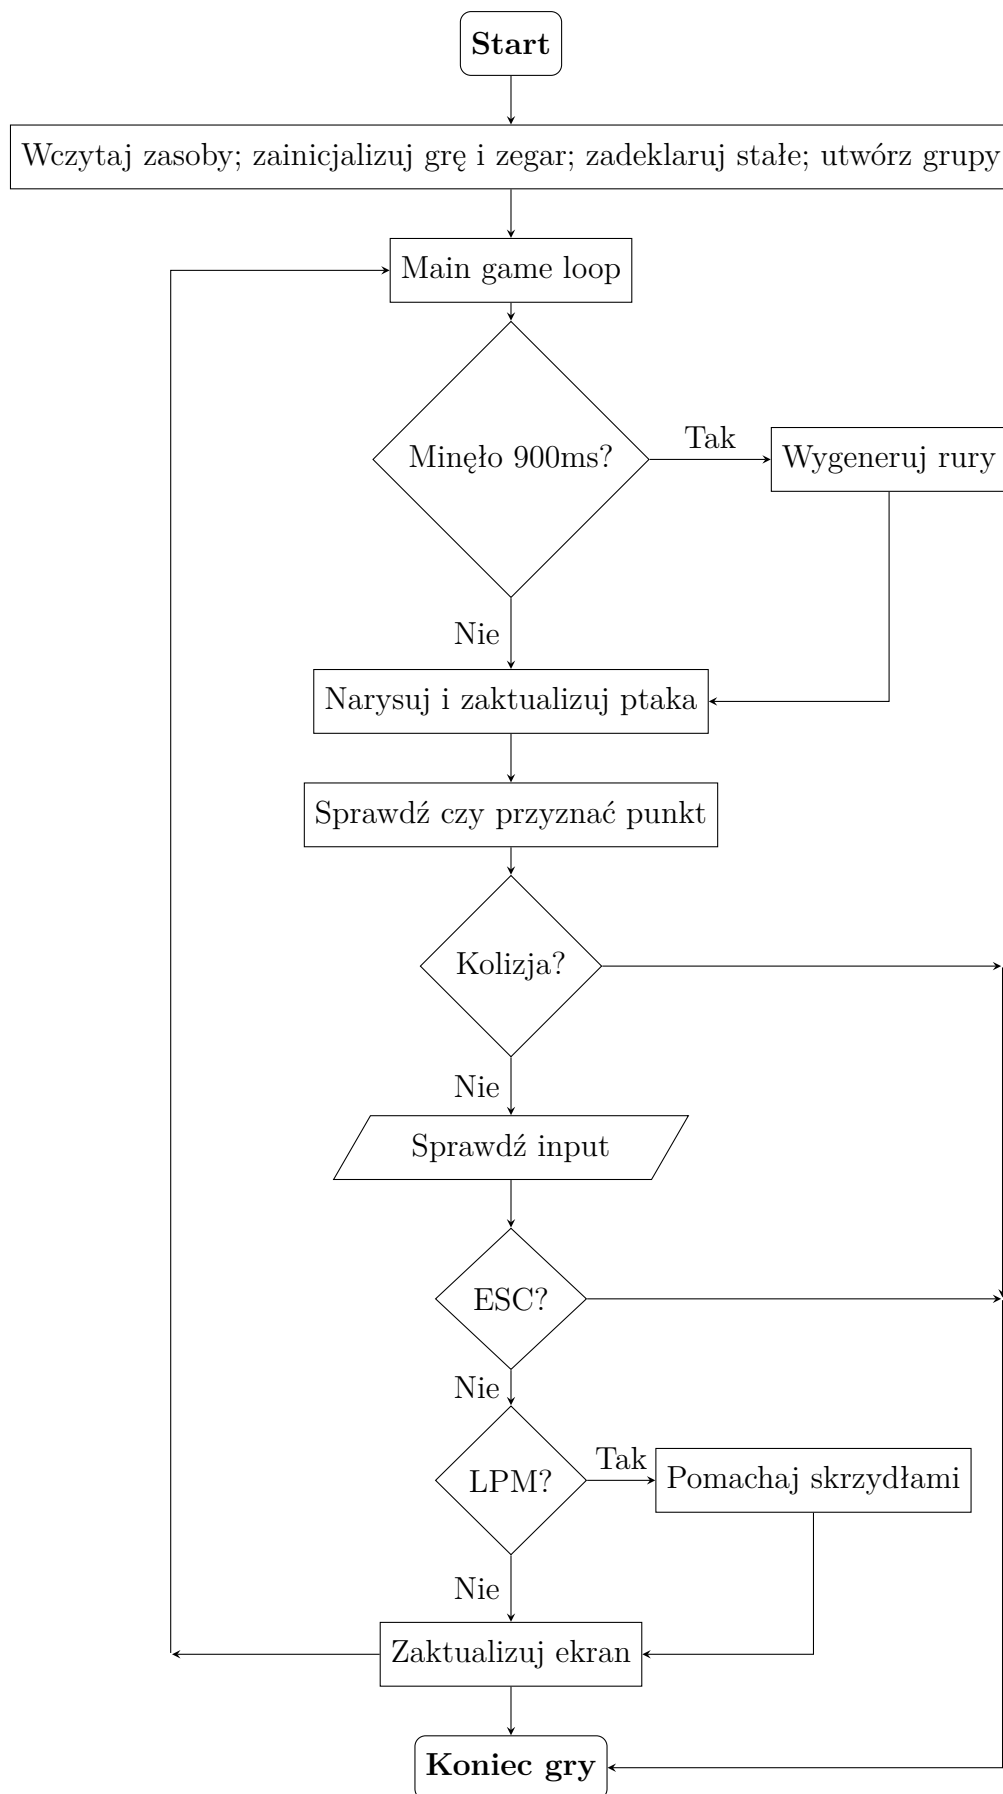 Start
Wczytaj zasoby; zainicjalizuj grę i zegar; zadeklaruj stałe; utwórz grupy
Main game loop
Minęło 900ms?
Tak
Wygeneruj rury
Nie
Narysuj i zaktualizuj ptaka
Sprawdź czy przyznać punkt
Kolizja?
Nie
Sprawdź input
ESC?
Nie
LPM?
Tak
Pomachaj skrzydłami
Nie
Zaktualizuj ekran
Koniec gry